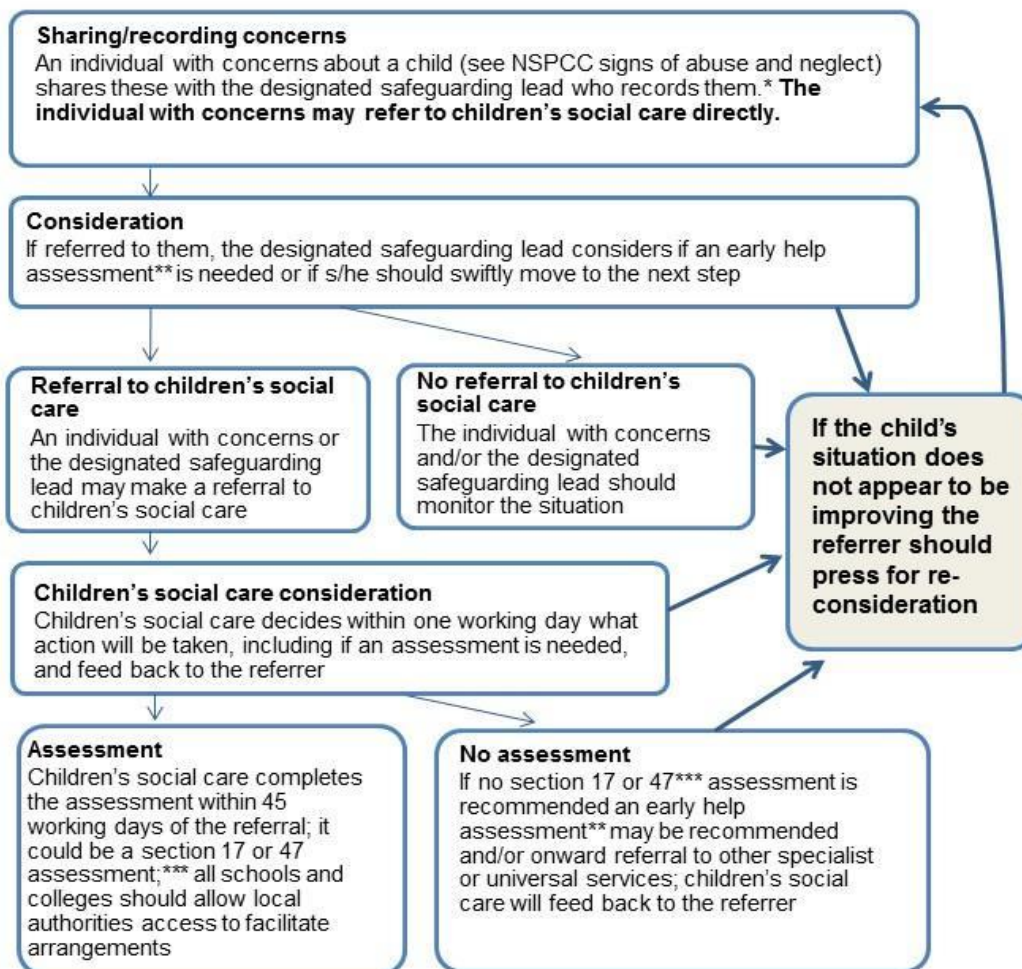 Sharing/recording concerns
An individual with concerns about a child (see NSPCC signs of abuse and neglect)
shares these with the designated safeguarding lead who records them.* The
individual with concerns may refer to children’s social care directly.
Consideration
If referred to them, the designated safeguarding lead considers if an early help
assessment** is needed or if s/he should swiftly move to the next step
Referral to children’s social
care
An individual with concerns or
the designated safeguarding
lead may make a referral to
children’s social care
No referral to children’s
social care
The individual with concerns
and/or the designated
safeguarding lead should
monitor the situation
If the child’s
situation does
not appear to be
improving the
referrer should
press for re-
consideration
Children’s social care consideration
Children’s social care decides within one working day what
action will be taken, including if an assessment is needed,
and feed back to the referrer
Assessment
Children’s social care completes
the assessment within 45
working days of the referral; it
could be a section 17 or 47
assessment;*** all schools and
colleges should allow local
authorities access to facilitate
arrangements
No assessment
If no section 17 or 47*** assessment is
recommended an early help
assessment** may be recommended
and/or onward referral to other specialist
or universal services; children’s social
care will feed back to the referrer